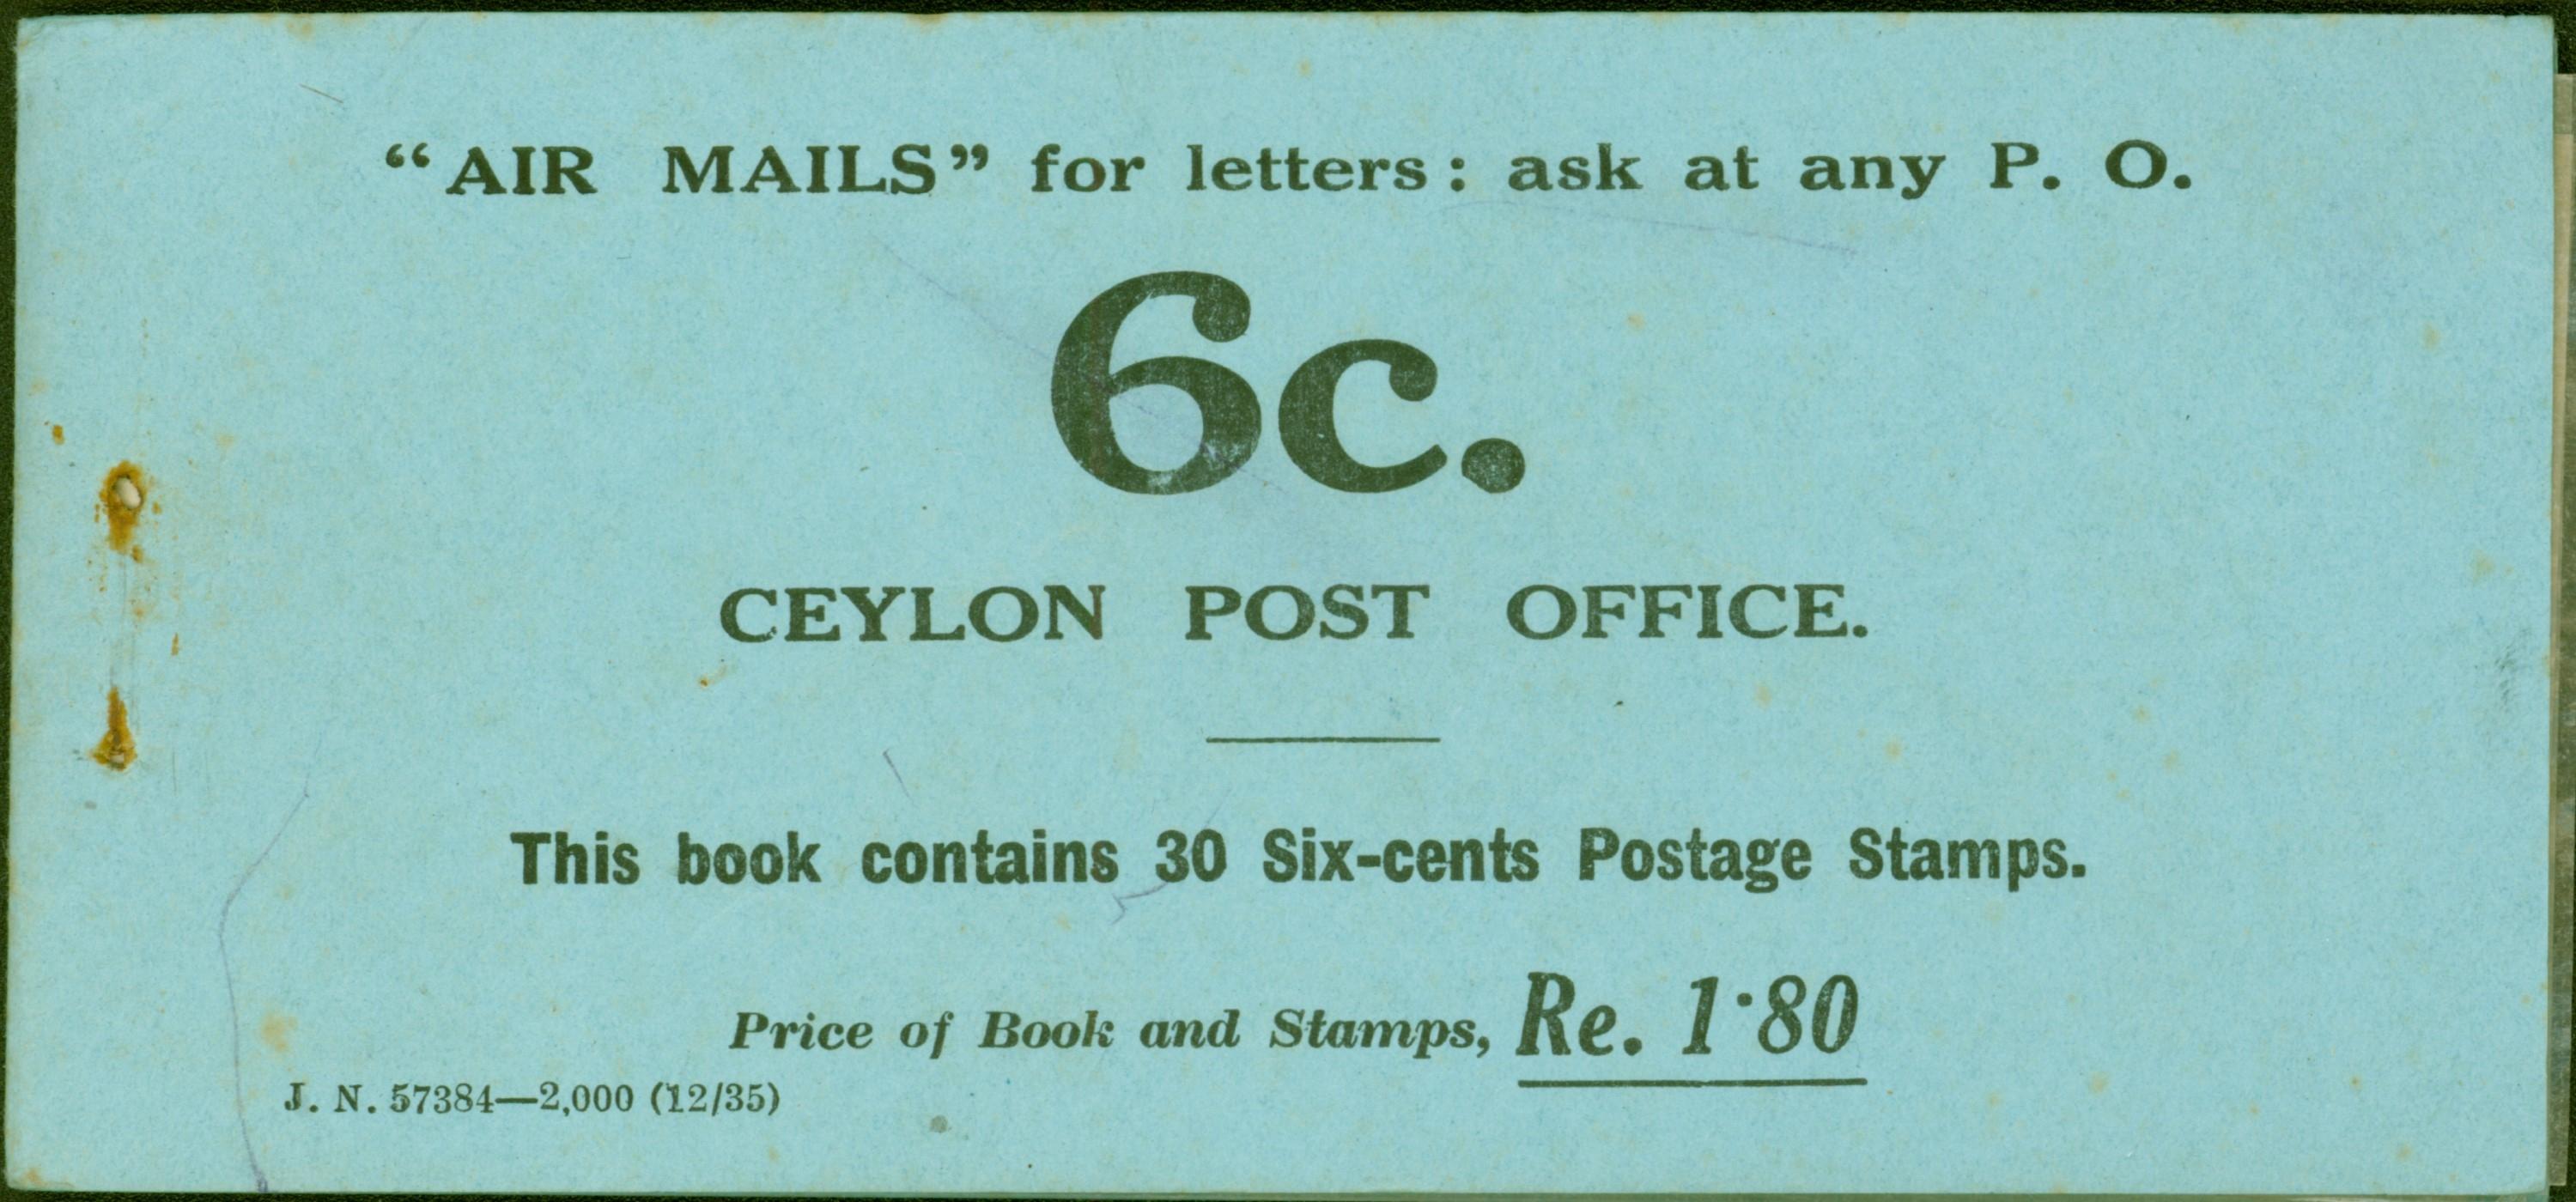 “AIR MAILS” for letters: ask at any P. O.
6c.
CEYLON POST OFFICE.
This book contains 30 Six-cents Postage Stamps.
Price of Book and Stamps, Re. 1·80
J. N. 57384—2,000 (12/35)